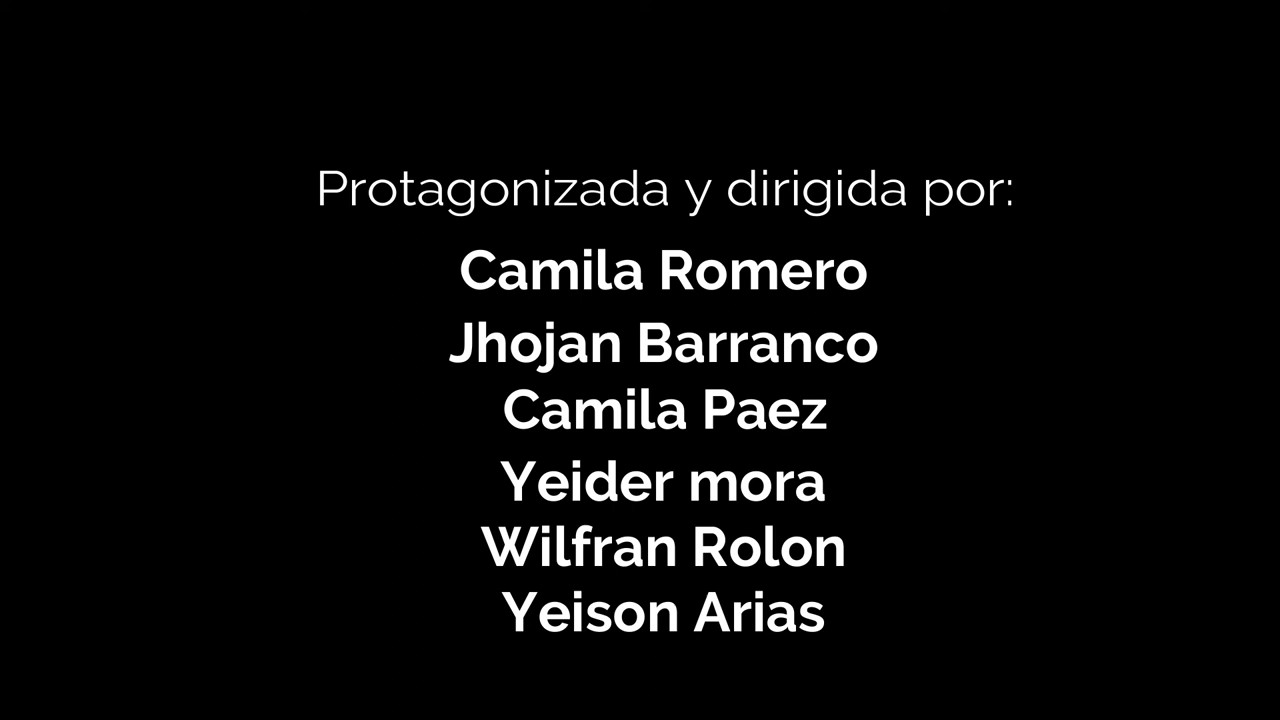 Protagonizada y dirigida por:
Camila Romero
Jhojan Barranco
Camila Paez
Yeider mora
Wilfran Rolon
Yeison Arias